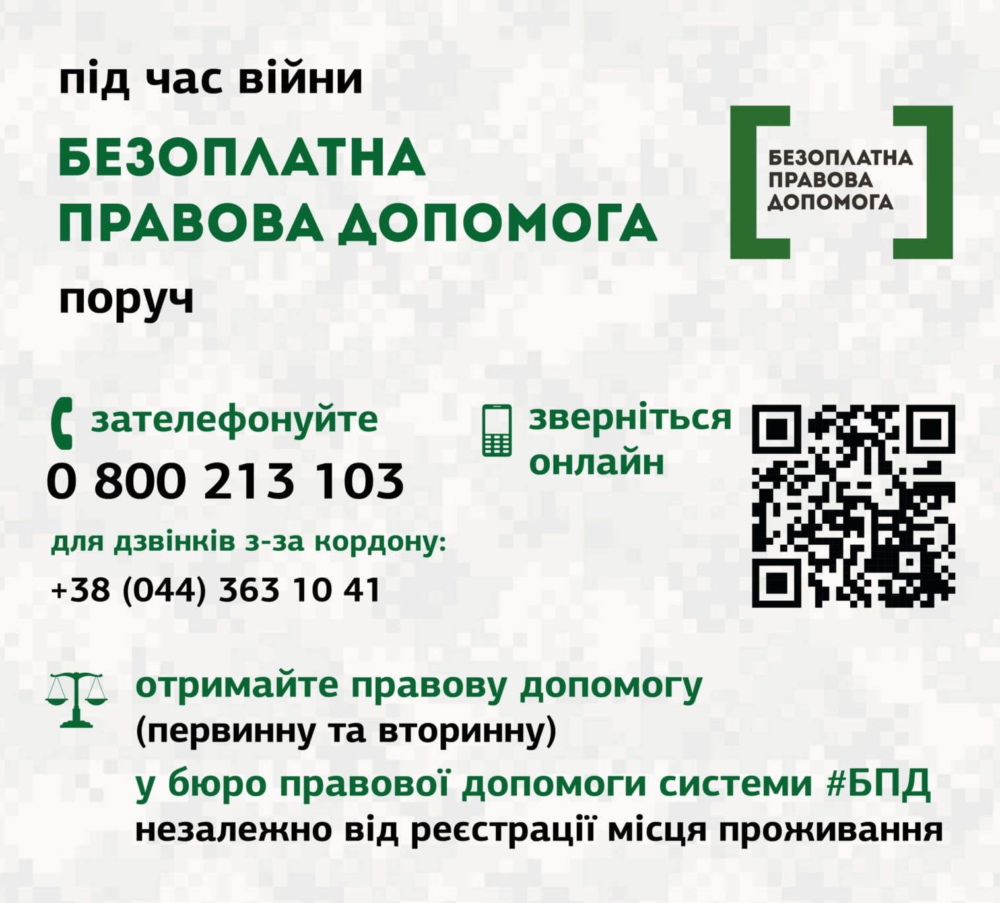 під час війни
БЕЗОПЛАТНА
ПРАВОВА ДОПОМОГА
поруч
БЕЗОПЛАТНА
ПРАВОВА
ДОПОМОГА
зателефонуйте
0 800 213 103
для дзвінків з-за кордону:
+38 (044) 363 10 41
зверніться
онлайн
отримайте правову допомогу
(первинну та вторинну)
у бюро правової допомоги системи #БПД
незалежно від реєстрації місця проживання